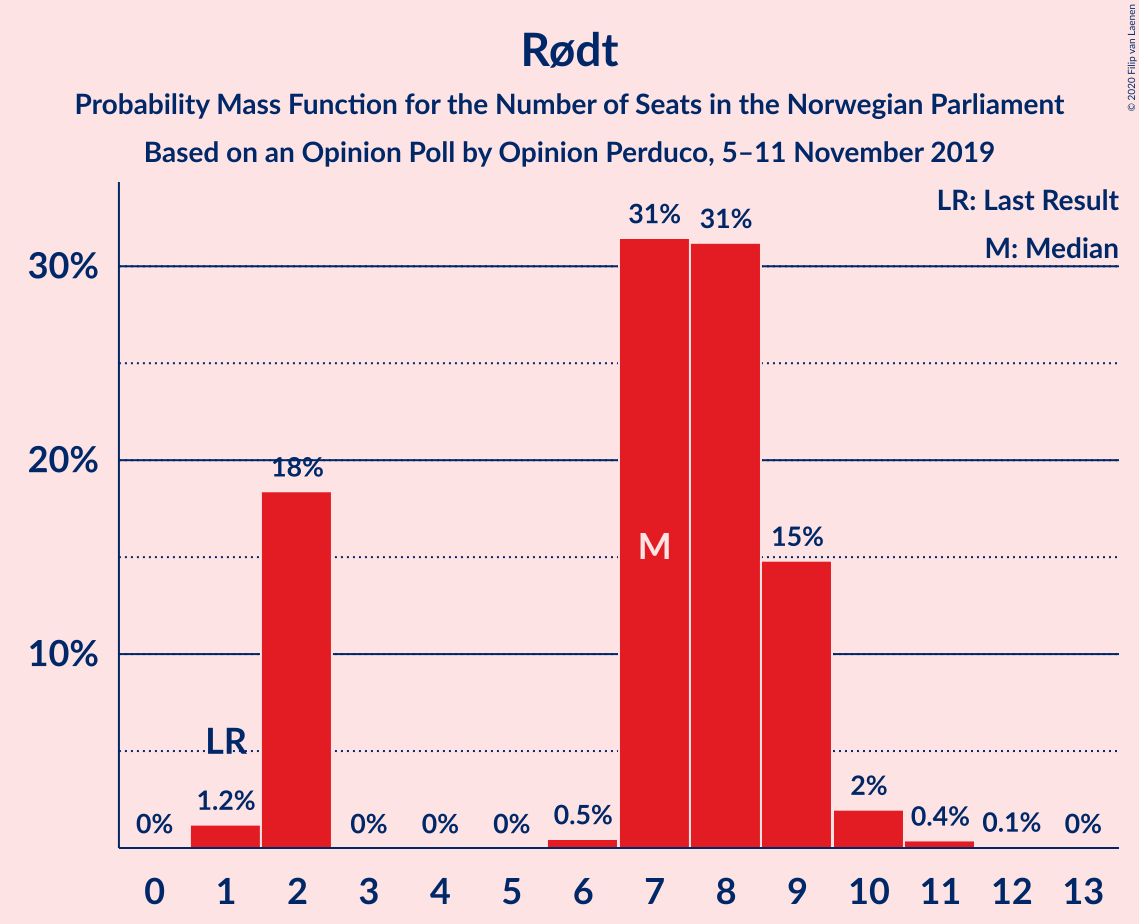 Rødt
Probability Mass Function for the Number of Seats in the Norwegian Parliament
Based on an Opinion Poll by Opinion Perduco, 5–11 November 2019
© 2020 Filip van Laenen
LR: Last Result
M: Median
30%
20%
10%
31%
31%
18%
15%
M
LR
1.2%
0%
0%
0%
0%
0.5%
2%
0.4%
0.1%
0%
0 1 2 3 4 5 6 7 8 9 10 11 12 13